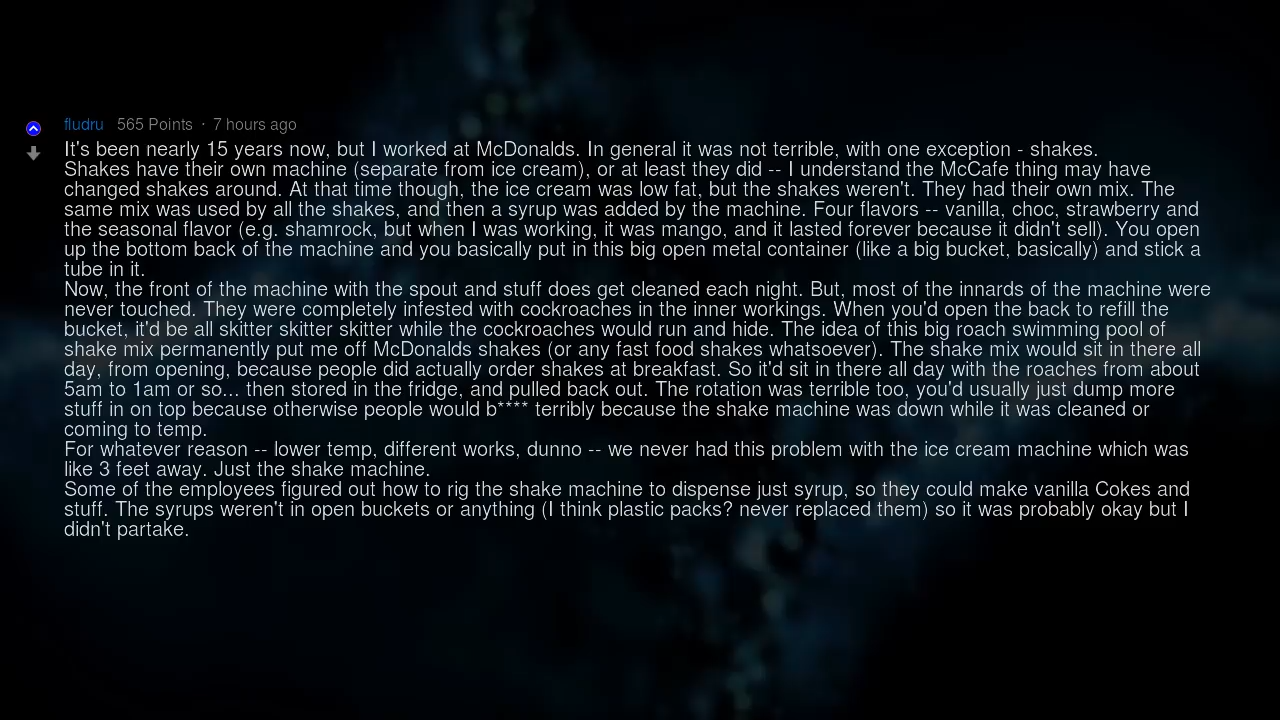 fludru 565 Points · 7 hours ago
It's been nearly 15 years now, but I worked at McDonalds. In general it was not terrible, with one exception - shakes.
Shakes have their own machine (separate from ice cream), or at least they did -- I understand the McCafe thing may have
changed shakes around. At that time though, the ice cream was low fat, but the shakes weren't. They had their own mix. The
same mix was used by all the shakes, and then a syrup was added by the machine. Four flavors -- vanilla, choc, strawberry and
the seasonal flavor (e.g. shamrock, but when I was working, it was mango, and it lasted forever because it didn't sell). You open
up the bottom back of the machine and you basically put in this big open metal container (like a big bucket, basically) and stick a
tube in it.
Now, the front of the machine with the spout and stuff does get cleaned each night. But, most of the innards of the machine were
never touched. They were completely infested with cockroaches in the inner workings. When you'd open the back to refill the
bucket, it'd be all skitter skitter skitter while the cockroaches would run and hide. The idea of this big roach swimming pool of
shake mix permanently put me off McDonalds shakes (or any fast food shakes whatsoever). The shake mix would sit in there all
day, from opening, because people did actually order shakes at breakfast. So it'd sit in there all day with the roaches from about
5am to 1am or so... then stored in the fridge, and pulled back out. The rotation was terrible too, you'd usually just dump more
stuff in on top because otherwise people would b**** terribly because the shake machine was down while it was cleaned or
coming to temp.
For whatever reason -- lower temp, different works, dunno -- we never had this problem with the ice cream machine which was
like 3 feet away. Just the shake machine.
Some of the employees figured out how to rig the shake machine to dispense just syrup, so they could make vanilla Cokes and
stuff. The syrups weren't in open buckets or anything (I think plastic packs? never replaced them) so it was probably okay but I
didn't partake.